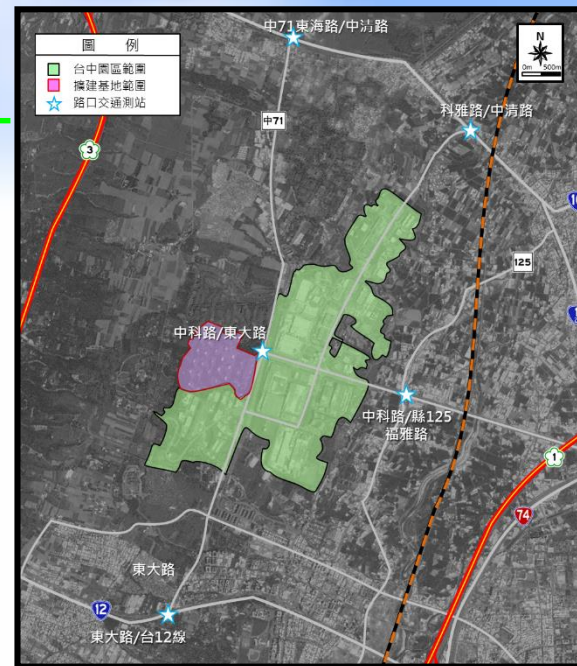 圖 例
台中園區範圍
擴建基地範圍
路口交通測站
N
0m 500m
中71東海路/中清路
中71
3
科雅路/中清路
125
中科路/東大路
中科路/縣125
福雅路
1
74
東大路
12
東大路/台12線